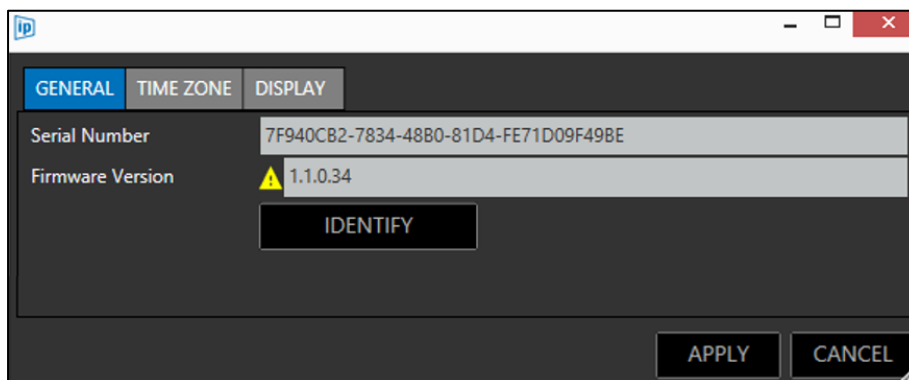 ip
GENERAL TIME ZONE DISPLAY
Serial Number 7F940CB2-7834-48B0-81D4-FE71D09F49BE
Firmware Version 1.1.0.34
IDENTIFY
APPLY CANCEL